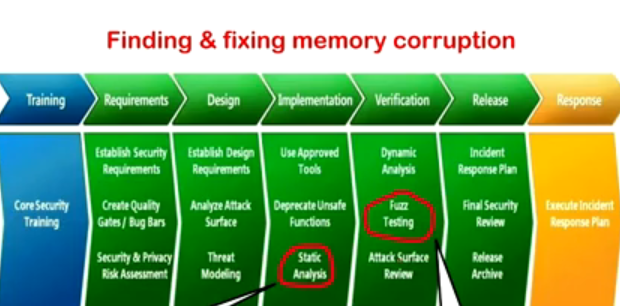 Finding & fixing memory corruption
Training
Requirements
Design
Implementation
Verification
Release
Response
Core Security
Training
Establish Security
Requirements
Create Quality
Gates / Bug Bars
Security & Privacy
Risk Assessment
Establish Design
Requirements
Analyze Attack
Surface
Threat
Modeling
Use Approved
Tools
Deprecate Unsafe
Functions
Static
Analysis
Dynamic
Analysis
Fuzz
Testing
Attack Surface
Review
Incident
Response Plan
Final Security
Review
Release
Archive
Execute Incident
Response Plan